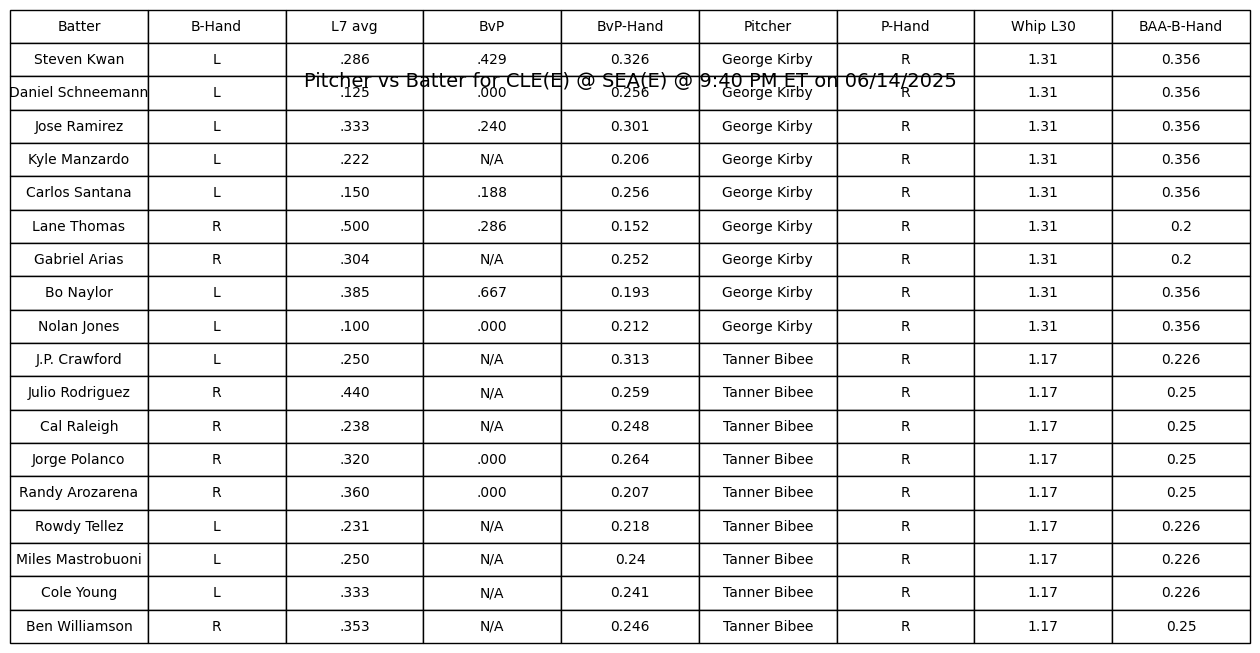 Batter B-Hand L7 avg BvP BvP-Hand Pitcher P-Hand Whip L30 BAA-B-Hand
Steven Kwan L .286 .429 0.326 George Kirby R 1.31 0.356
Pitcher vs Batter for CLE(E) @ SEA(E) @ 9:40 PM ET on 06/14/2025
Daniel Schneemann L .125 .000 0.256 George Kirby R 1.31 0.356
Jose Ramirez L .333 .240 0.301 George Kirby R 1.31 0.356
Kyle Manzardo L .222 N/A 0.206 George Kirby R 1.31 0.356
Carlos Santana L .150 .188 0.256 George Kirby R 1.31 0.356
Lane Thomas R .500 .286 0.152 George Kirby R 1.31 0.2
Gabriel Arias R .304 N/A 0.252 George Kirby R 1.31 0.2
Bo Naylor L .385 .667 0.193 George Kirby R 1.31 0.356
Nolan Jones L .100 .000 0.212 George Kirby R 1.31 0.356
J.P. Crawford L .250 N/A 0.313 Tanner Bibee R 1.17 0.226
Julio Rodriguez R .440 N/A 0.259 Tanner Bibee R 1.17 0.25
Cal Raleigh R .238 N/A 0.248 Tanner Bibee R 1.17 0.25
Jorge Polanco R .320 .000 0.264 Tanner Bibee R 1.17 0.25
Randy Arozarena R .360 .000 0.207 Tanner Bibee R 1.17 0.25
Rowdy Tellez L .231 N/A 0.218 Tanner Bibee R 1.17 0.226
Miles Mastrobuoni L .250 N/A 0.24 Tanner Bibee R 1.17 0.226
Cole Young L .333 N/A 0.241 Tanner Bibee R 1.17 0.226
Ben Williamson R .353 N/A 0.246 Tanner Bibee R 1.17 0.25